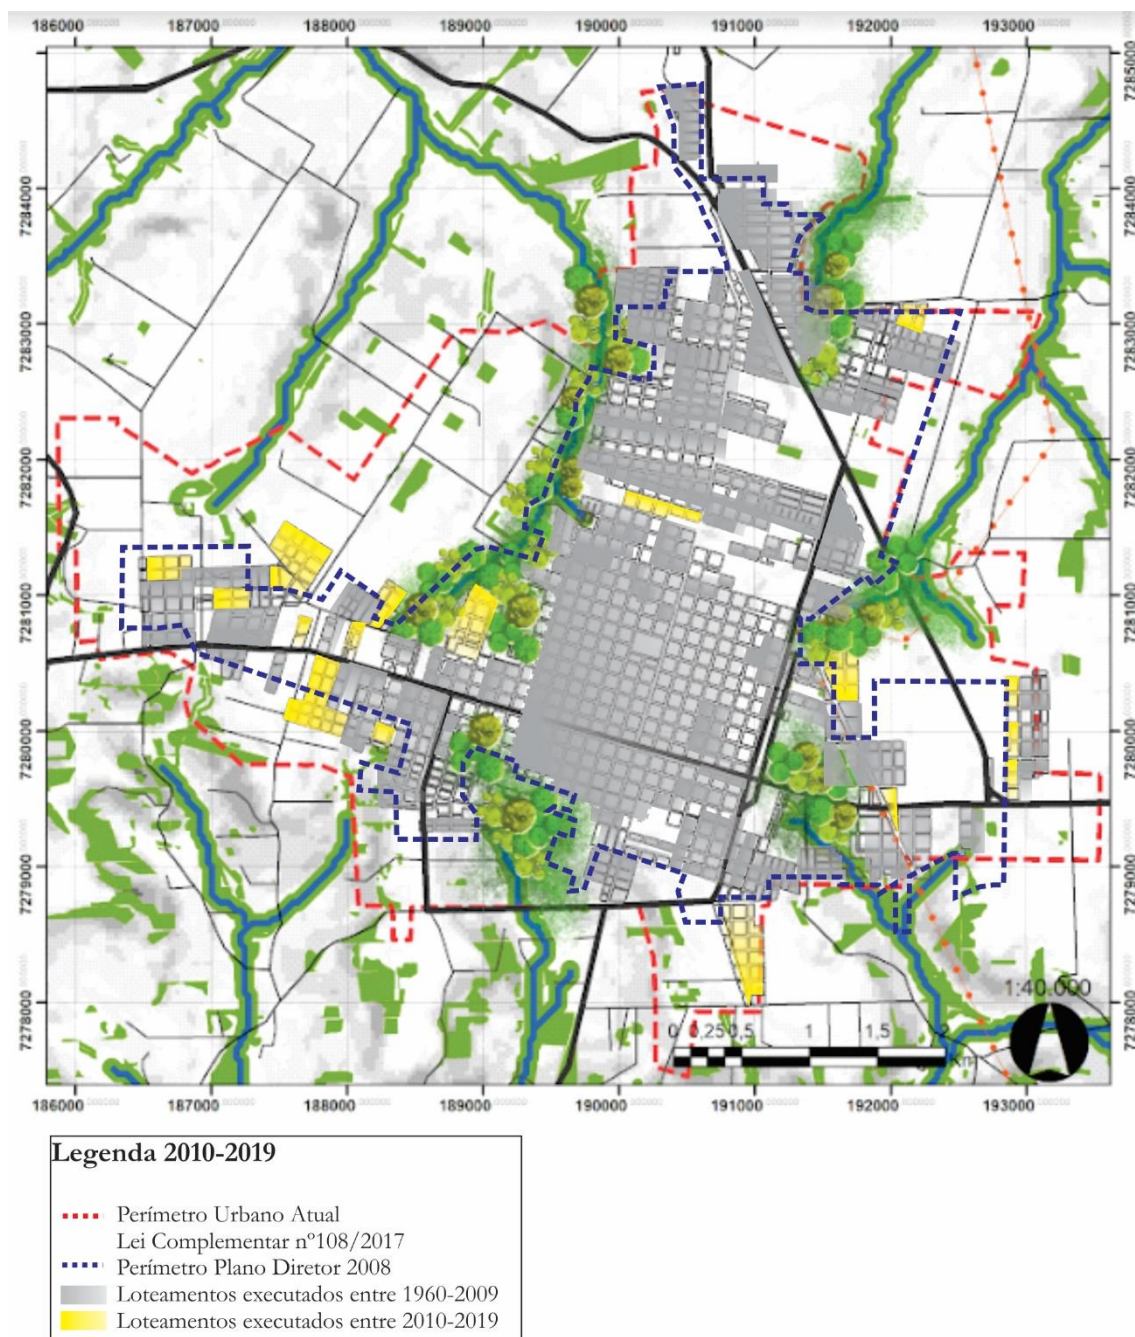 186000 187000 188000 189000 190000 191000 192000 193000
7285000
7284000 7284000
7283000 7283000
7282000 7282000
7281000 7281000
7280000 7280000
7279000 7279000
7278000 7278000
1:40.000
0 0,25 0,5 1 1,5 2
Km
186000 187000 188000 189000 190000 191000 192000 193000
Legenda 2010-2019
Perímetro Urbano Atual
Lei Complementar nº108/2017
Perímetro Plano Diretor 2008
Loteamentos executados entre 1960-2009
Loteamentos executados entre 2010-2019